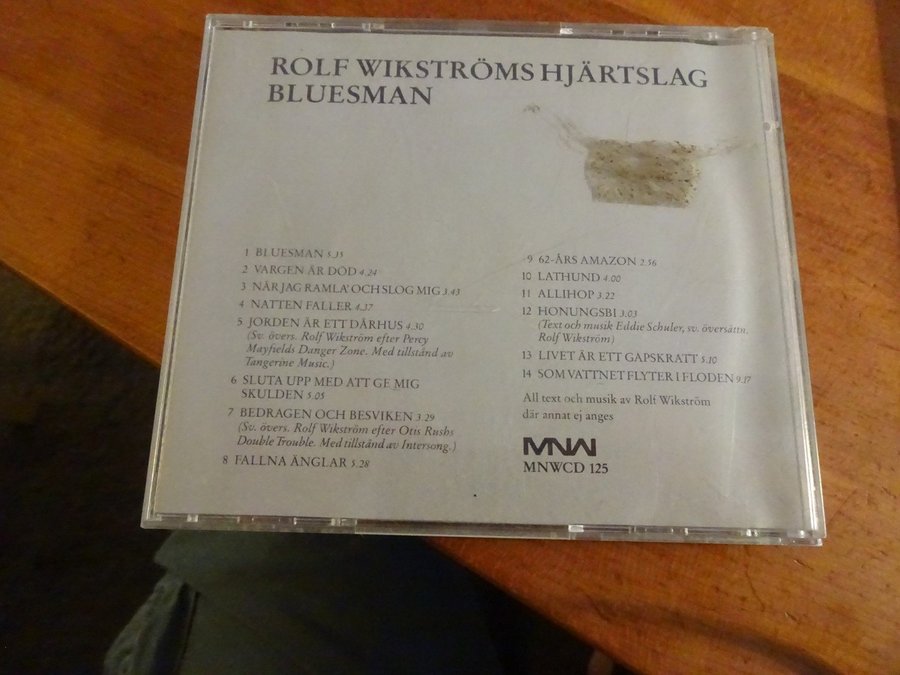 ROLF WIKSTRÖMS HJÄRTSLAG
BLUESMAN
1 BLUESMAN 5.35
2 VARGEN ÄR DÖD 4.24
3 NÄR JAG RAMLA' OCH SLOG MIG 3.43
4 NATTEN FALLER 4.37
5 JORDEN ÄR ETT DÅRHUS 4.30
(Sv. övers. Rolf Wikström efter Percy
Mayfields Danger Zone. Med tillstånd av
Tangerine Music.)
6 SLUTA UPP MED ATT GE MIG
SKULDEN 5.05
7 BEDRAGEN OCH BESVIKEN 3.29
(Sv. övers. Rolf Wikström efter Otis Rushs
Double Trouble. Med tillstånd av Intersong.)
8 FALLNA ÄNGLAR 5.28
9 62-ÅRS AMAZON 2.56
10 LATHUND 4.00
11 ALLIHOP 3.22
12 HONUNGSBI 3.03
(Text och musik Eddie Schuler, sv. översättn.
Rolf Wikström)
13 LIVET ÄR ETT GAPSKRATT 5.10
14 SOM VATTNET FLYTER I FLODEN 9.17
All text och musik av Rolf Wikström
där annat ej anges
MNW
MNWCD 125